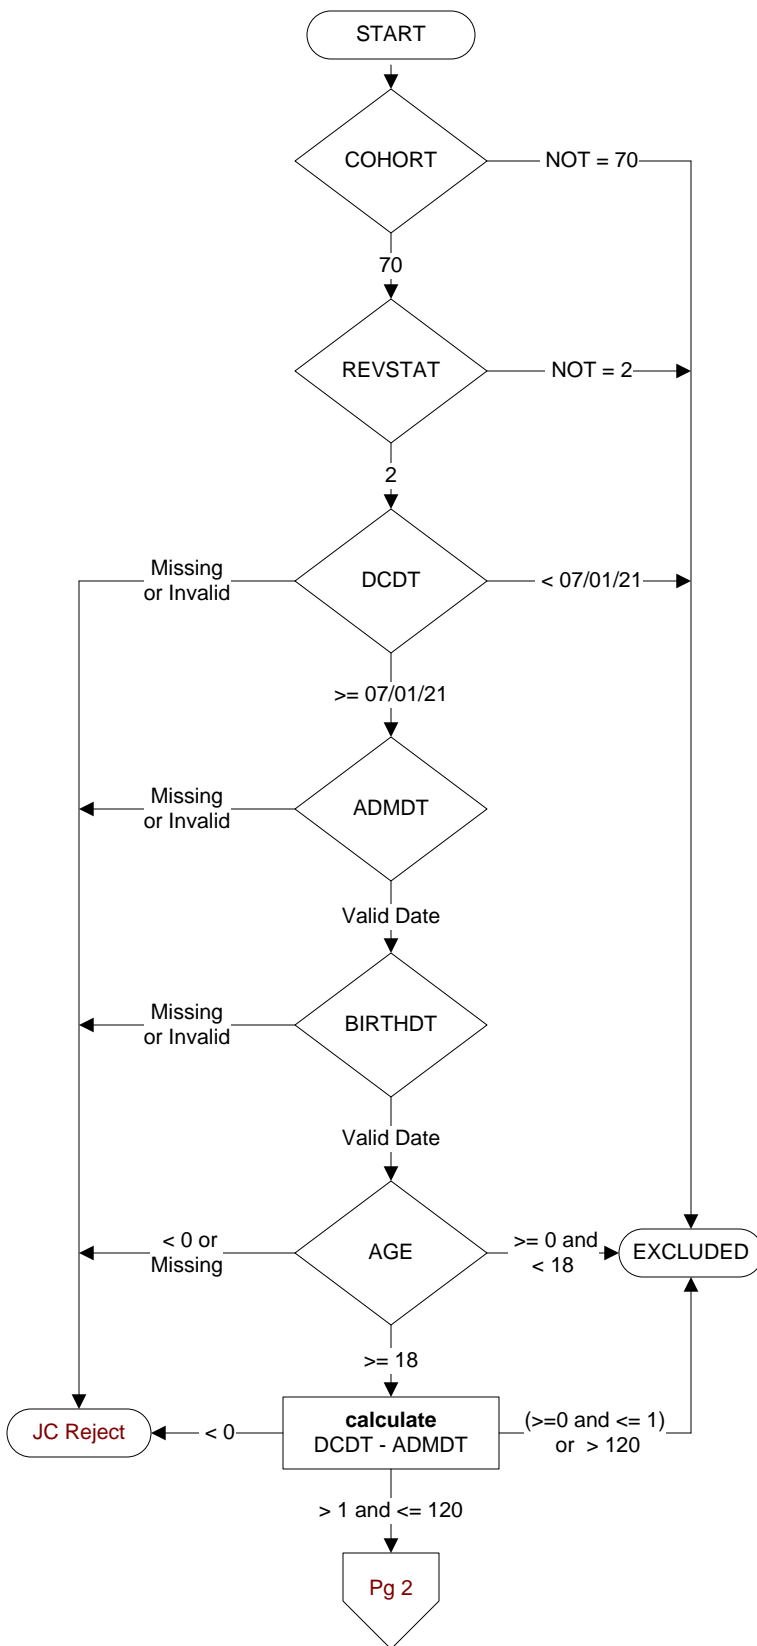 START
COHORT
NOT = 70
70
REVSTAT
NOT = 2
2
Missing
or Invalid
DCDT
< 07/01/21
>= 07/01/21
Missing
or Invalid
ADMDT
Valid Date
Missing
or Invalid
BIRTHDT
Valid Date
< 0 or
Missing
AGE
>= 0 and
< 18
EXCLUDED
>= 18
JC Reject
< 0
calculate
DCDT - ADMDT
(>=0 and <= 1)
or > 120
> 1 and <= 120
Pg 2